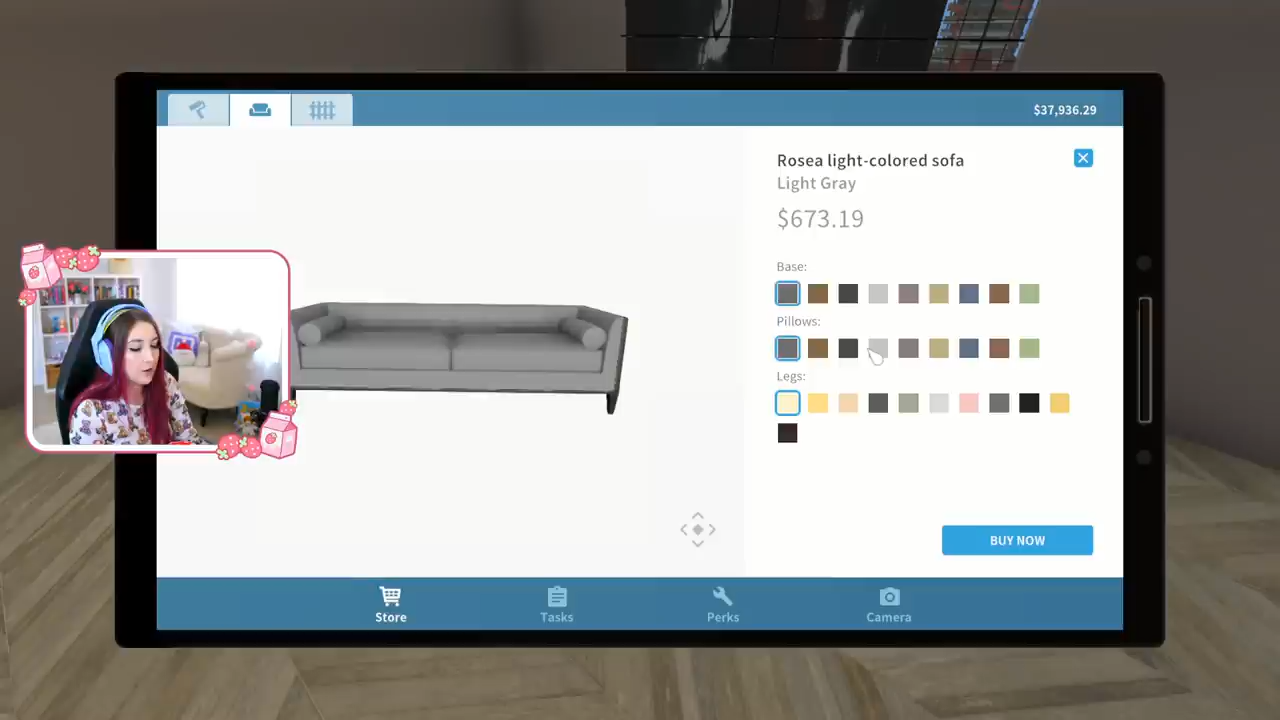 $37,936.29
Rosea light-colored sofa
Light Gray
$673.19
Base:
Pillows:
Legs:
BUY NOW
Store
Tasks
Perks
Camera